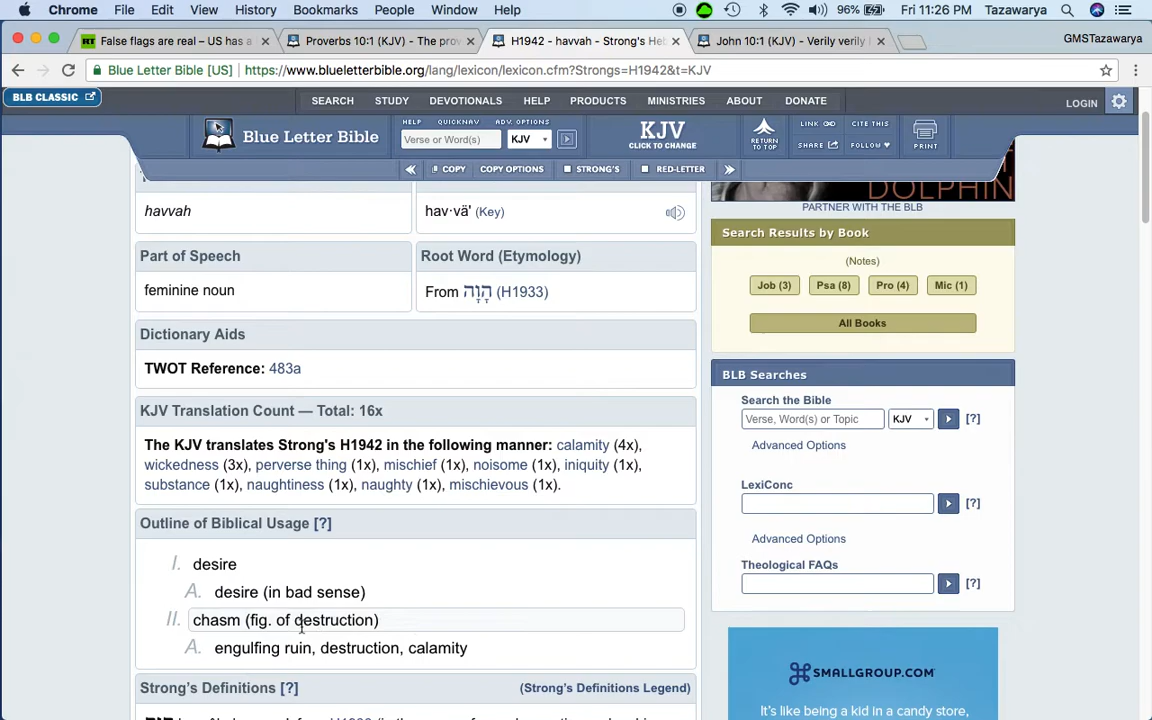 Chrome File Edit View History Bookmarks People Window Help 96% Fri 11:26 PM Tazawarya
False flags are real – US has a Proverbs 10:1 (KJV) - The prov H1942 - havvah - Strong's Heb John 10:1 (KJV) - Verily verily GMSTazawarya
Blue Letter Bible [US] https://www.blueletterbible.org/lang/lexicon/lexicon.cfm?Strongs=H1942&t=KJV
BLB CLASSIC
SEARCH STUDY DEVOTIONALS HELP PRODUCTS MINISTRIES ABOUT DONATE LOGIN
HELP QUICKNAV ADV. OPTIONS
Blue Letter Bible Verse or Word(s) KJV
KJV
CLICK TO CHANGE
RETURN
TO TOP
LINK CITE THIS
SHARE FOLLOW
PRINT
COPY COPY OPTIONS STRONG'S RED-LETTER
DOLPHIN
PARTNER WITH THE BLB
havvah
hav·vä' (Key)
Part of Speech
feminine noun
Root Word (Etymology)
From הָוָה (H1933)
Dictionary Aids
TWOT Reference: 483a
KJV Translation Count — Total: 16x
The KJV translates Strong's H1942 in the following manner: calamity (4x),
wickedness (3x), perverse thing (1x), mischief (1x), noisome (1x), iniquity (1x),
substance (1x), naughtiness (1x), naughty (1x), mischievous (1x).
Outline of Biblical Usage [?]
I. desire
A. desire (in bad sense)
II. chasm (fig. of destruction)
A. engulfing ruin, destruction, calamity
Strong's Definitions [?] (Strong's Definitions Legend)
Search Results by Book
(Notes)
Job (3) Psa (8) Pro (4) Mic (1)
All Books
BLB Searches
Search the Bible
Verse, Word(s) or Topic KJV [?]
Advanced Options
LexiConc
[?]
Advanced Options
Theological FAQs
[?]
SMALLGROUP.COM
It's like being a kid in a candy store,